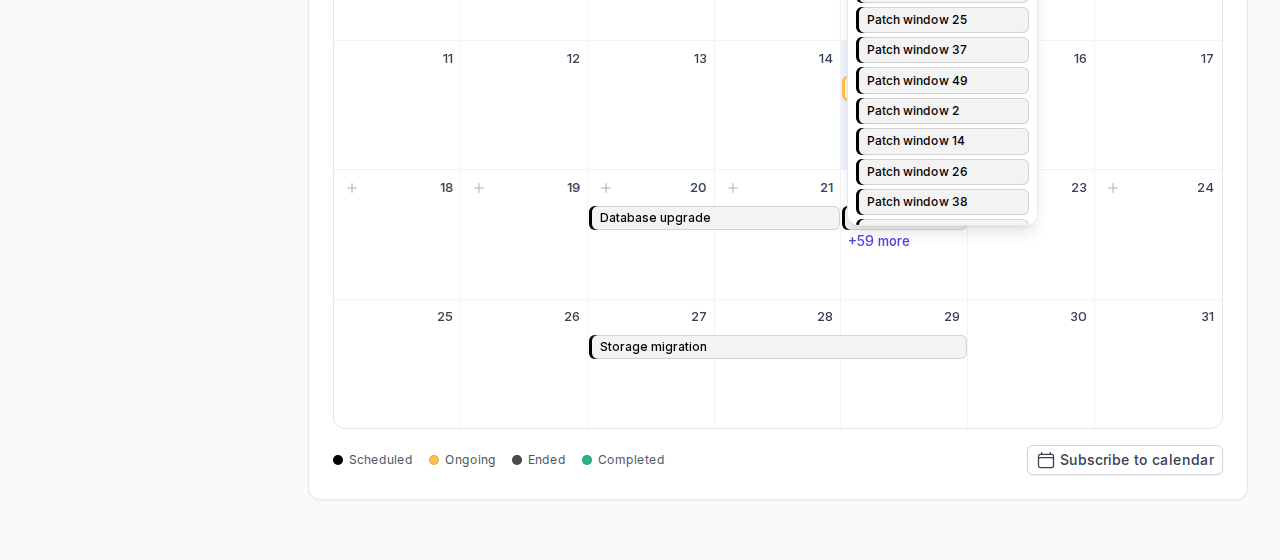 Patch window 25
Patch window 37
11 12 13 14 16 17
Patch window 49
Patch window 2
Patch window 14
Patch window 26
18 19 20 21 23 24
Patch window 38
Database upgrade
+59 more
25 26 27 28 29 30 31
Storage migration
Scheduled Ongoing Ended Completed
Subscribe to calendar